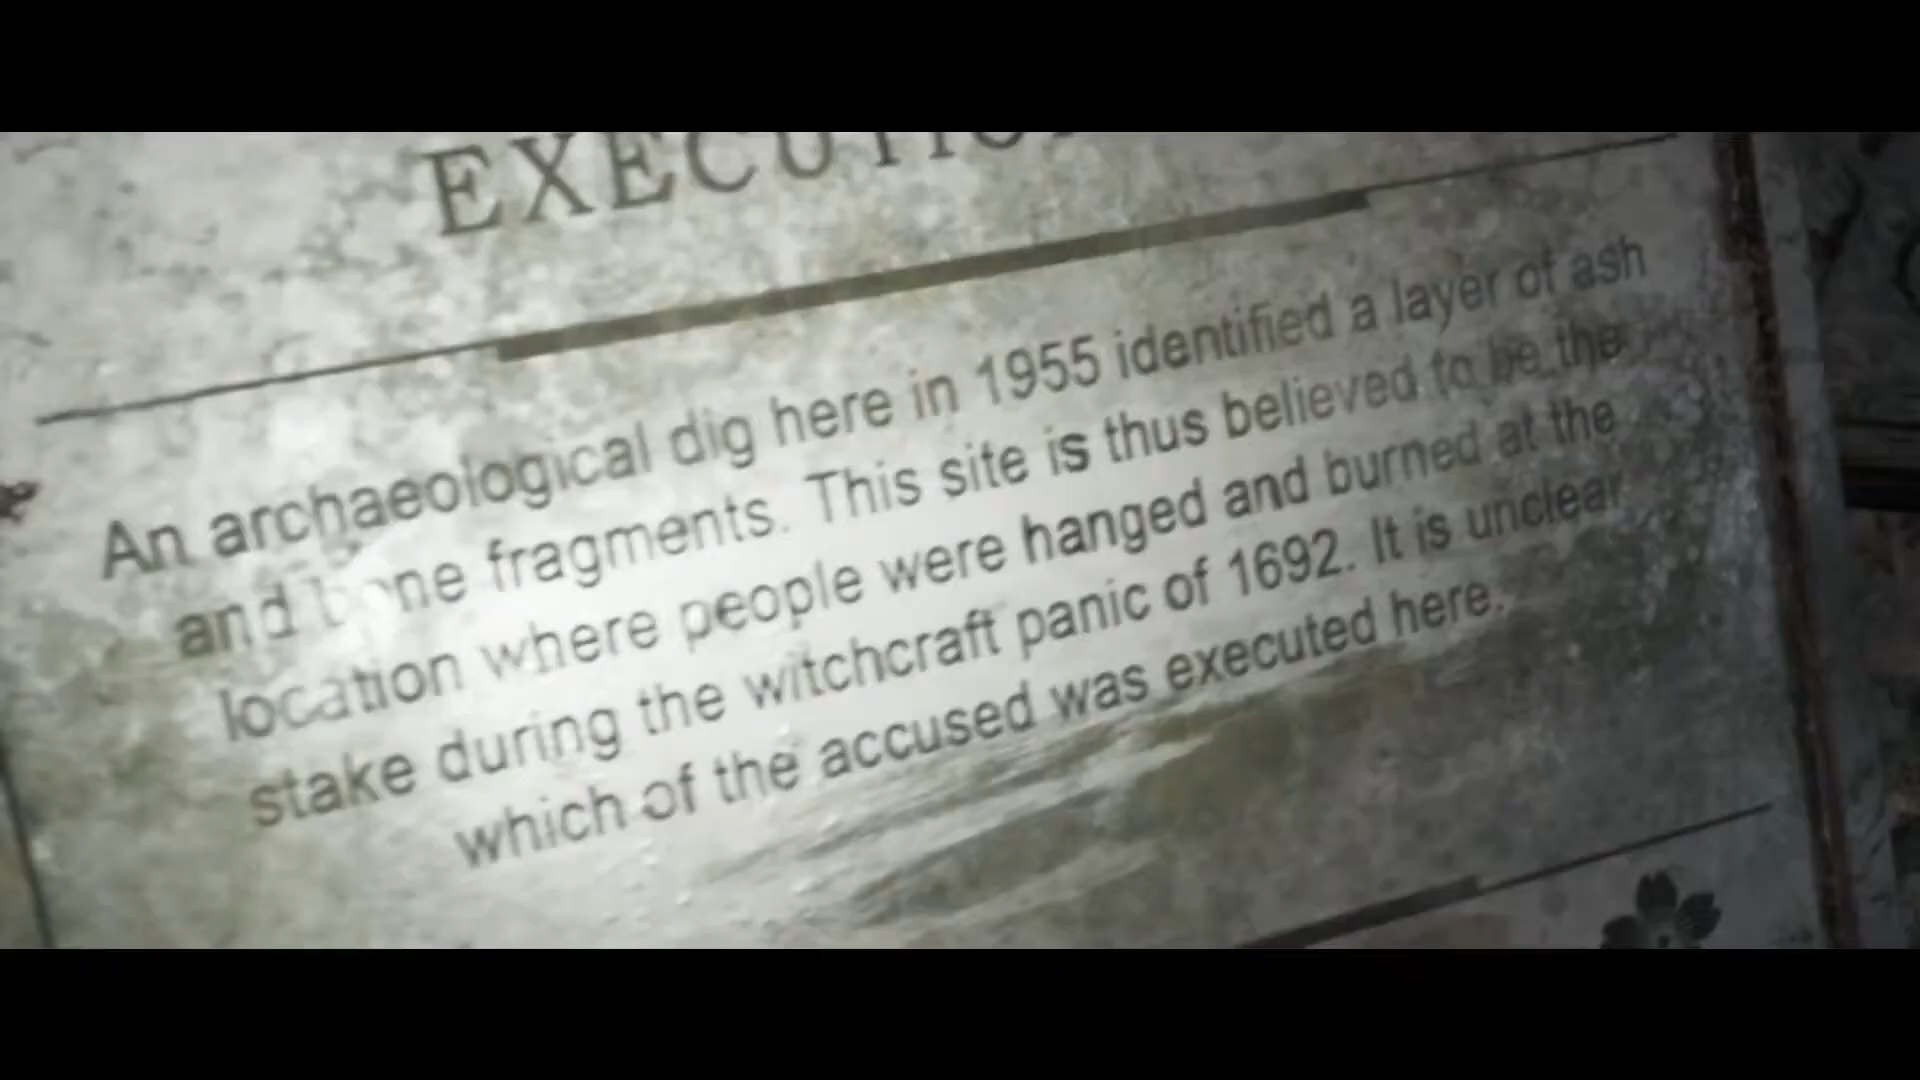 EXECUTIO
An archaeological dig here in 1955 identified a layer of ash
and bone fragments. This site is thus believed to be the
location where people were hanged and burned at the
stake during the witchcraft panic of 1692. It is unclear
which of the accused was executed here.